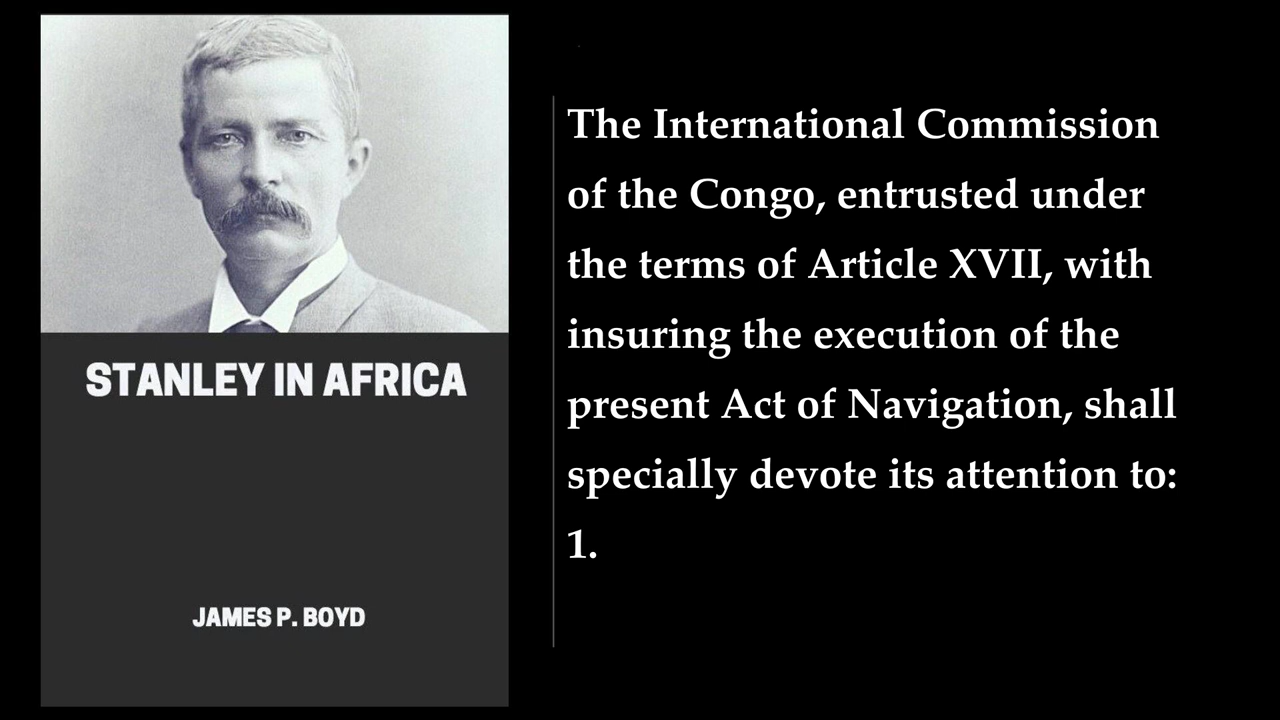 STANLEY IN AFRICA
JAMES P. BOYD
The International Commission
of the Congo, entrusted under
the terms of Article XVII, with
insuring the execution of the
present Act of Navigation, shall
specially devote its attention to:
1.